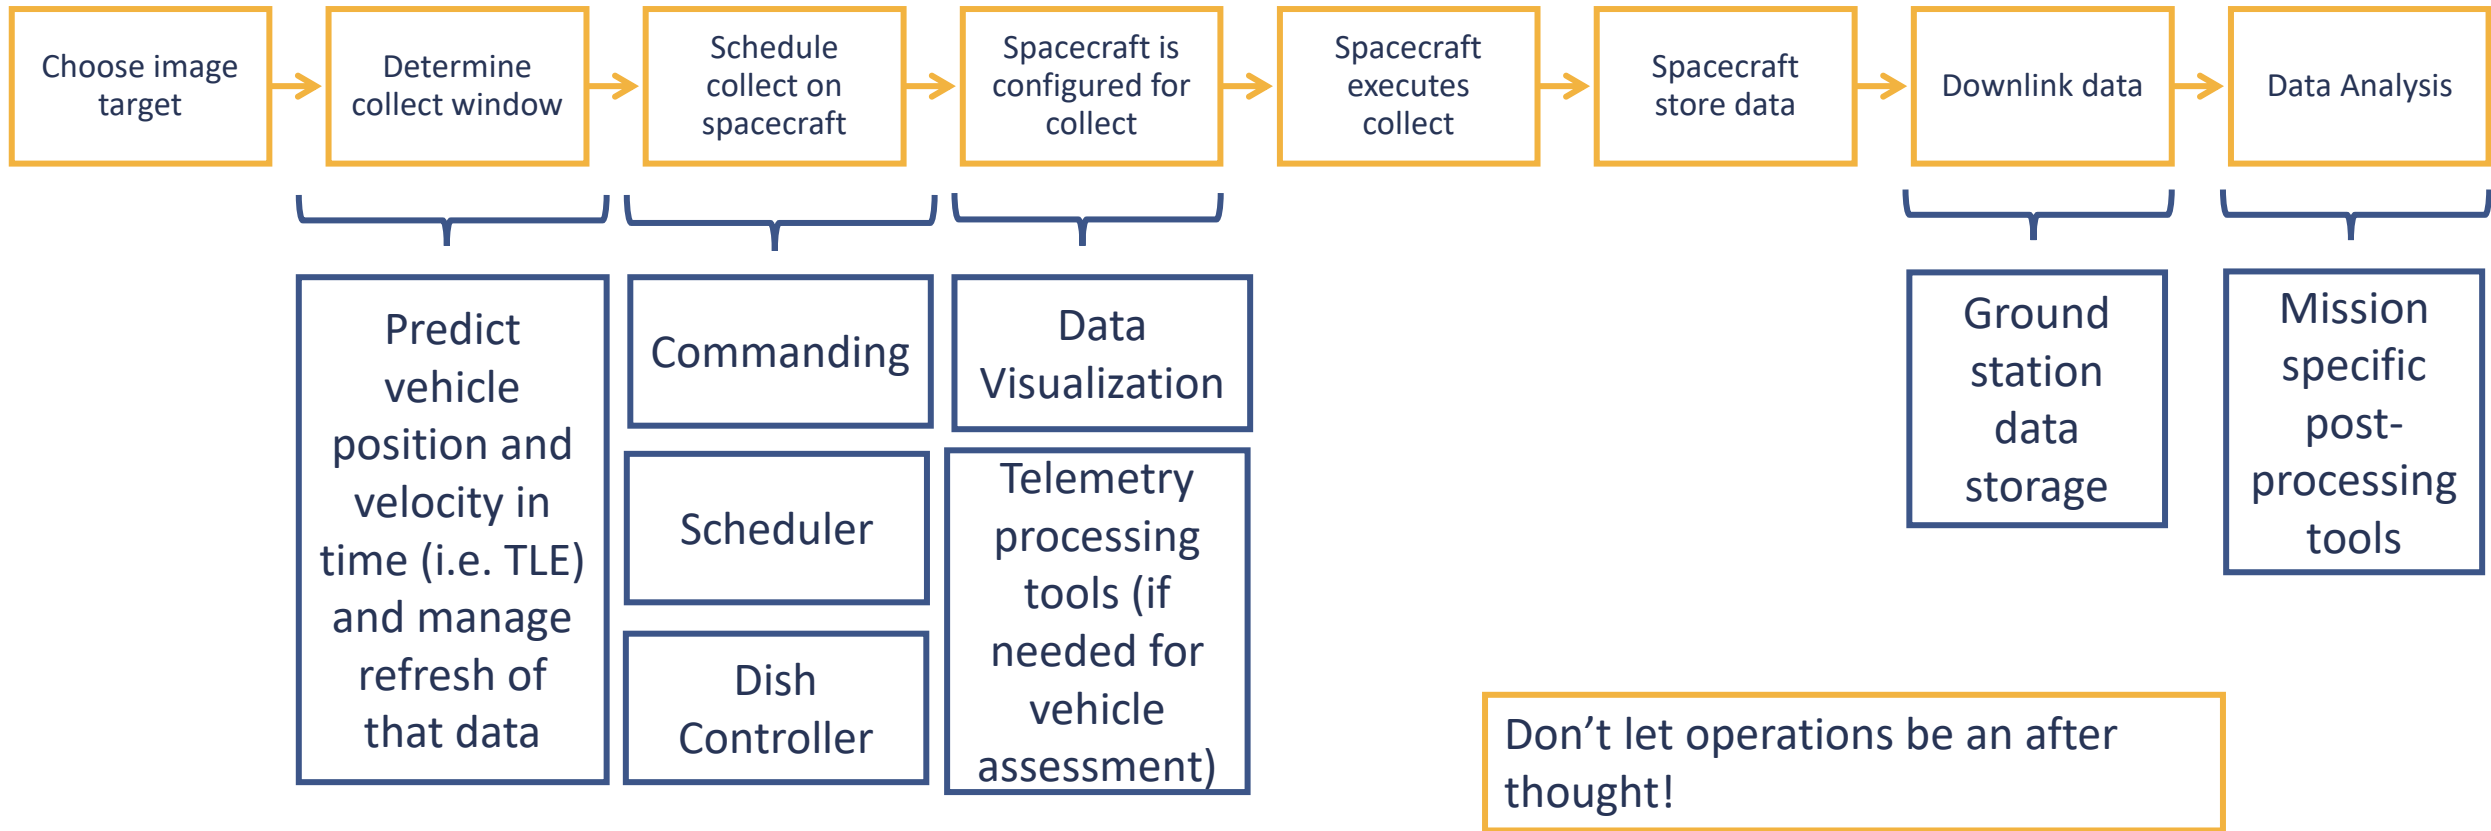 Choose image
target
Determine
collect window
Schedule
collect on
spacecraft
Spacecraft is
configured for
collect
Spacecraft
executes
collect
Spacecraft
store data
Downlink data
Data Analysis
Predict
vehicle
position and
velocity in
time (i.e. TLE)
and manage
refresh of
that data
Commanding
Scheduler
Dish
Controller
Data
Visualization
Telemetry
processing
tools (if
needed for
vehicle
assessment)
Ground
station
data
storage
Mission
specific
post-
processing
tools
Don’t let operations be an after
thought!